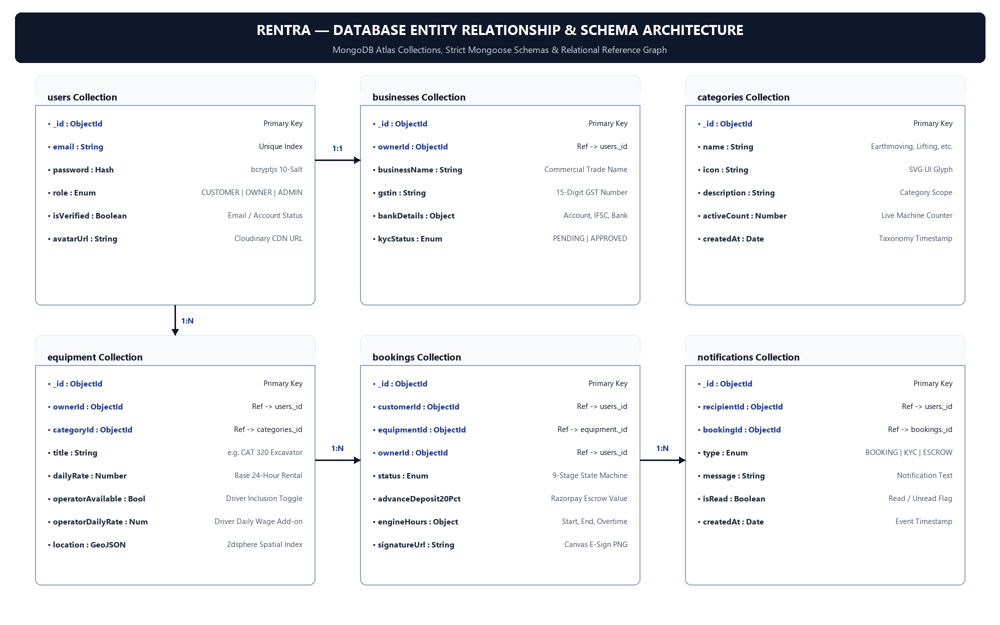 RENTRA — DATABASE ENTITY RELATIONSHIP & SCHEMA ARCHITECTURE
MongoDB Atlas Collections, Strict Mongoose Schemas & Relational Reference Graph
users Collection
• _id : ObjectId Primary Key
• email : String Unique Index
• password : Hash bcryptjs 10-Salt
• role : Enum CUSTOMER | OWNER | ADMIN
• isVerified : Boolean Email / Account Status
• avatarUrl : String Cloudinary CDN URL
1:1
businesses Collection
• _id : ObjectId Primary Key
• ownerId : ObjectId Ref -> users._id
• businessName : String Commercial Trade Name
• gstin : String 15-Digit GST Number
• bankDetails : Object Account, IFSC, Bank
• kycStatus : Enum PENDING | APPROVED
categories Collection
• _id : ObjectId Primary Key
• name : String Earthmoving, Lifting, etc.
• icon : String SVG UI Glyph
• description : String Category Scope
• activeCount : Number Live Machine Counter
• createdAt : Date Taxonomy Timestamp
1:N
equipment Collection
• _id : ObjectId Primary Key
• ownerId : ObjectId Ref -> users._id
• categoryId : ObjectId Ref -> categories._id
• title : String e.g. CAT 320 Excavator
• dailyRate : Number Base 24-Hour Rental
• operatorAvailable : Bool Driver Inclusion Toggle
• operatorDailyRate : Num Driver Daily Wage Add-on
• location : GeoJSON 2dsphere Spatial Index
1:N
bookings Collection
• _id : ObjectId Primary Key
• customerId : ObjectId Ref -> users._id
• equipmentId : ObjectId Ref -> equipment._id
• ownerId : ObjectId Ref -> users._id
• status : Enum 9-Stage State Machine
• advanceDeposit20Pct Razorpay Escrow Value
• engineHours : Object Start, End, Overtime
• signatureUrl : String Canvas E-Sign PNG
1:N
notifications Collection
• _id : ObjectId Primary Key
• recipientId : ObjectId Ref -> users._id
• bookingId : ObjectId Ref -> bookings._id
• type : Enum BOOKING | KYC | ESCROW
• message : String Notification Text
• isRead : Boolean Read / Unread Flag
• createdAt : Date Event Timestamp